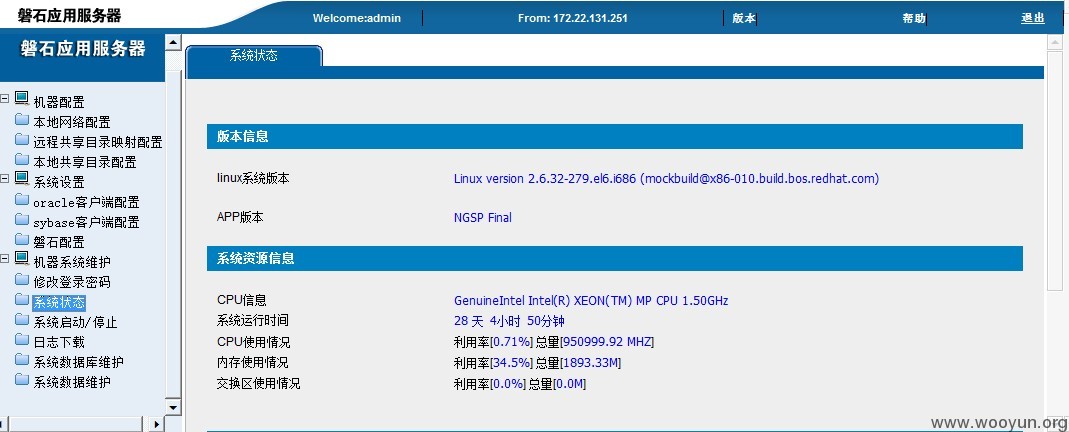 磐石应用服务器 Welcome:admin From: 172.22.131.251 版本 帮助 退出
磐石应用服务器
机器配置
本地网络配置
远程共享目录映射配置
本地共享目录配置
系统设置
oracle客户端配置
sybase客户端配置
磐石配置
机器系统维护
修改登录密码
系统状态
系统启动/停止
日志下载
系统数据库维护
系统数据维护
系统状态
版本信息
linux系统版本 Linux version 2.6.32-279.el6.i686 (mockbuild@x86-010.build.bos.redhat.com)
APP版本 NGSP Final
系统资源信息
CPU信息 GenuineIntel Intel(R) XEON(TM) MP CPU 1.50GHz
系统运行时间 28 天 4小时 50分钟
CPU使用情况 利用率[0.71%] 总量[950999.92 MHZ]
内存使用情况 利用率[34.5%] 总量[1893.33M]
交换区使用情况 利用率[0.0%] 总量[0.0M]
www.wooyun.org